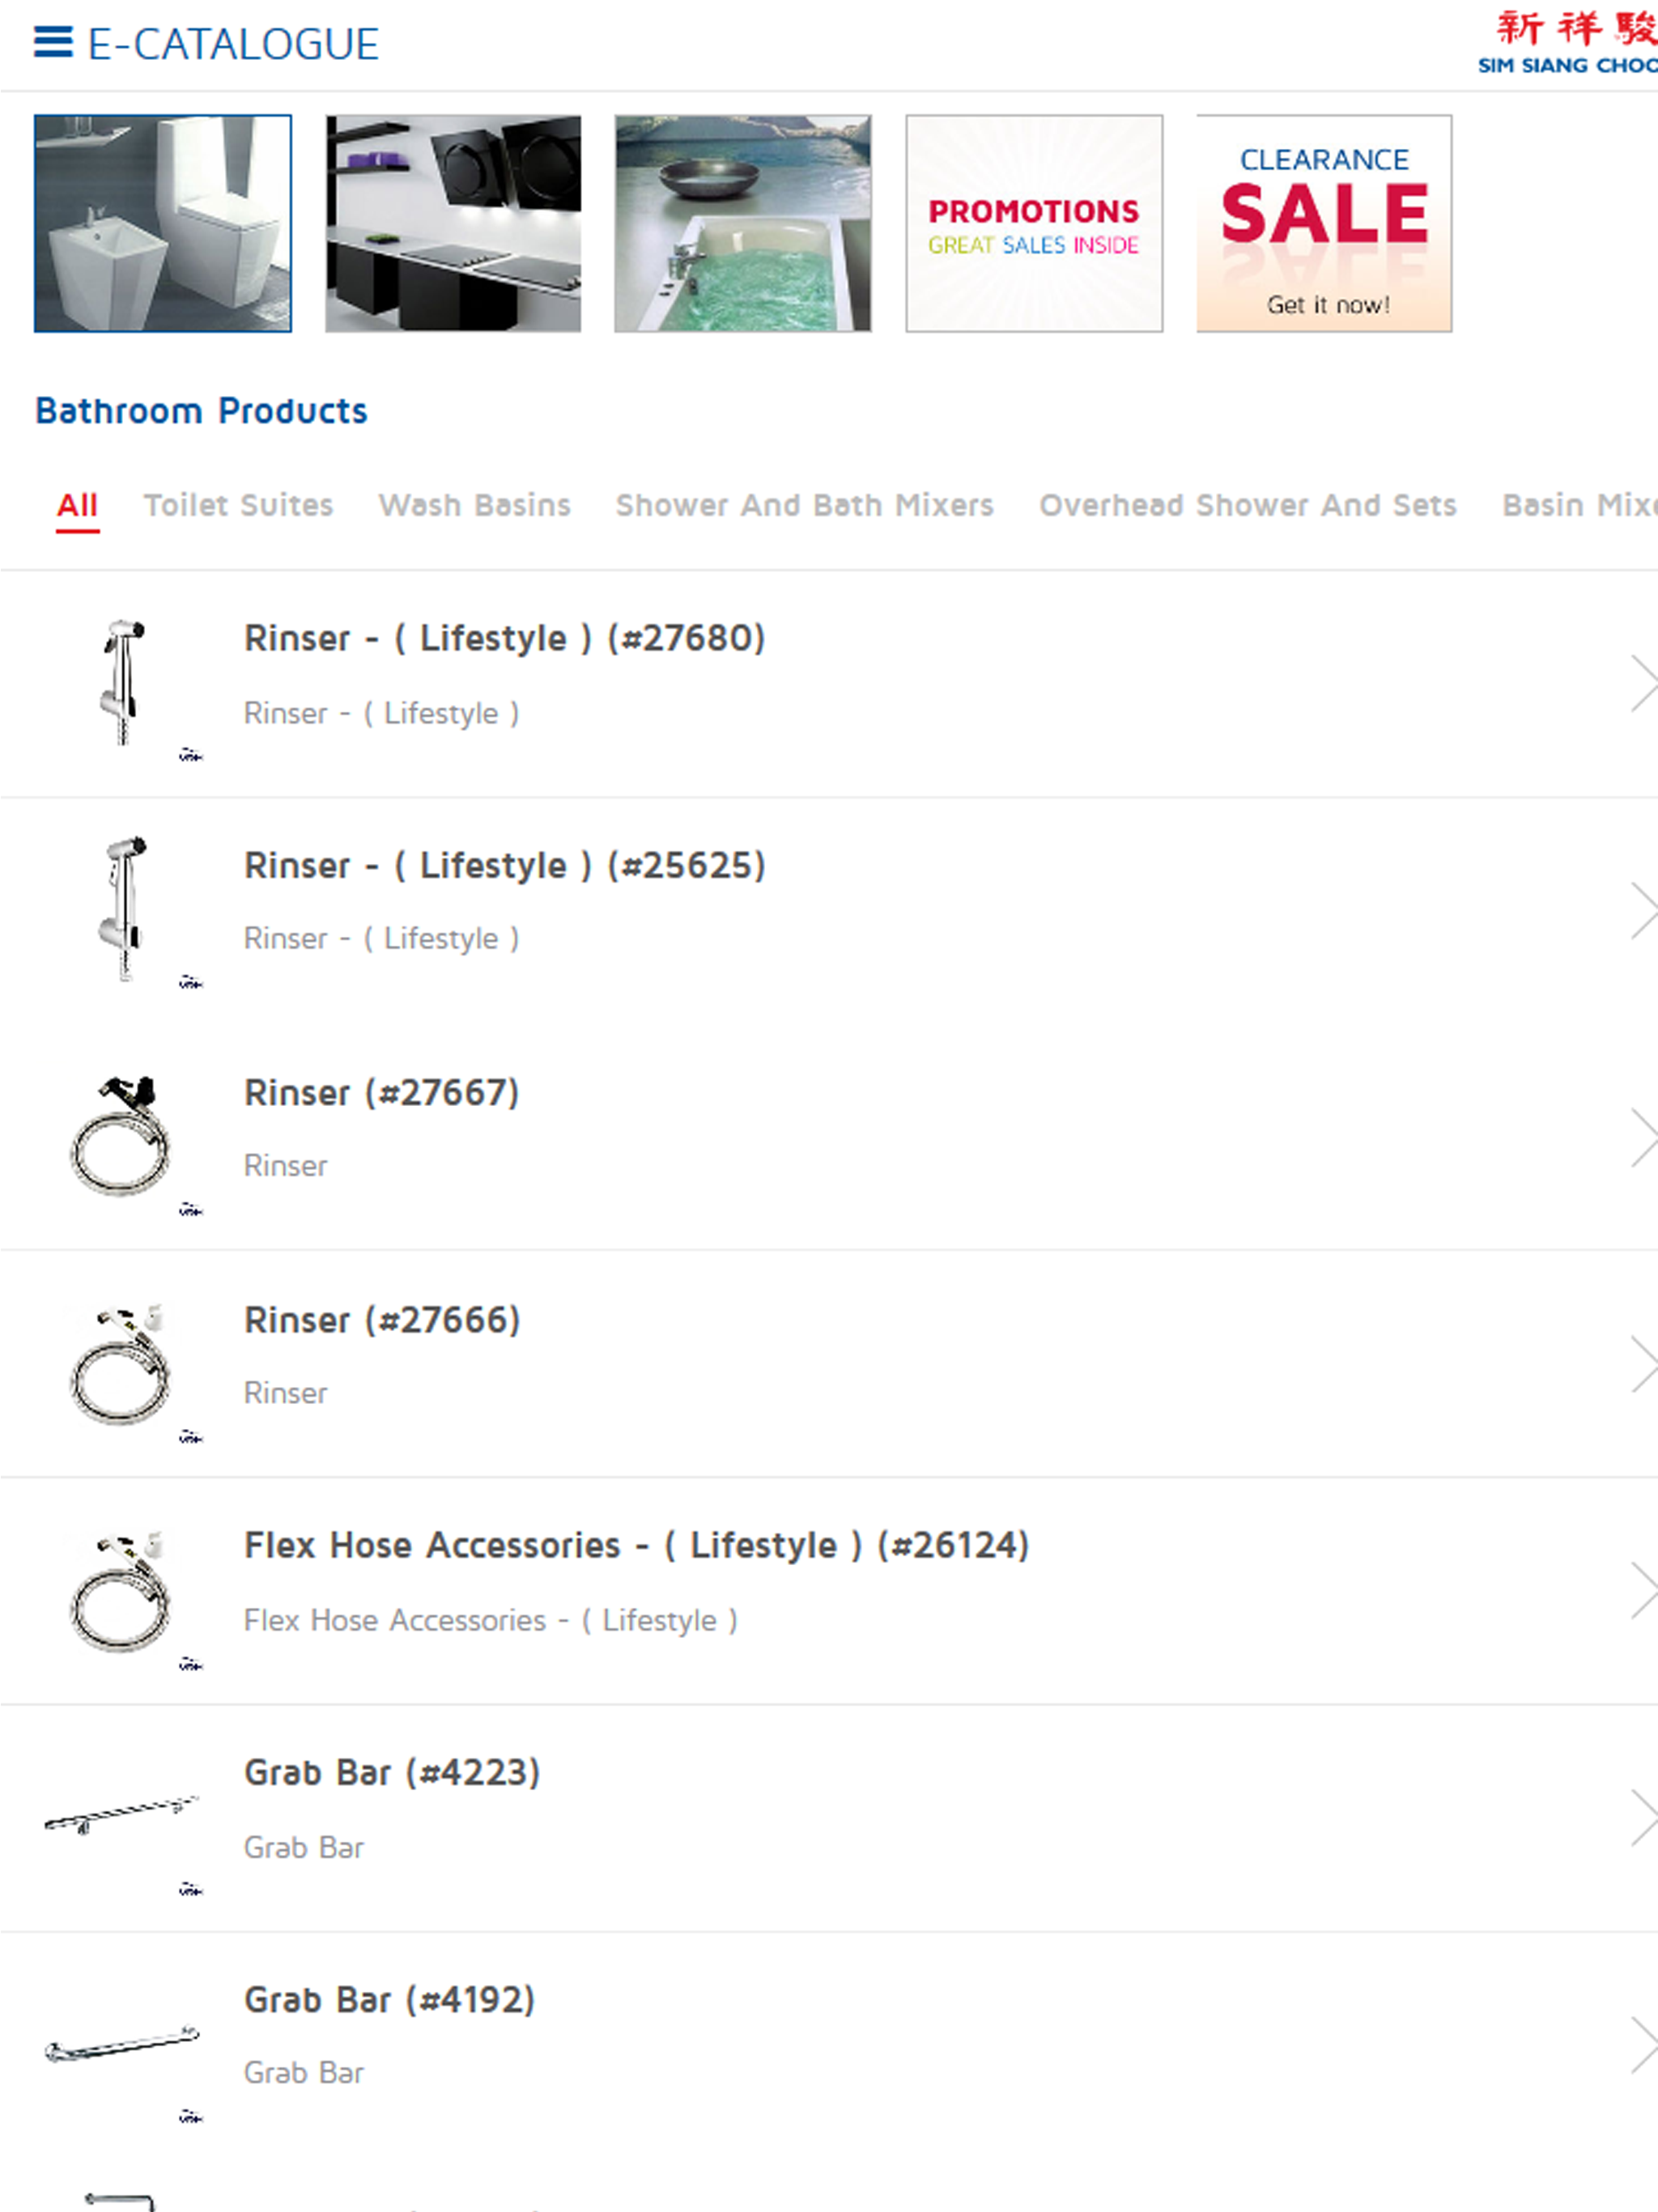 E-CATALOGUE
新祥駿
SIM SIANG CHOO
PROMOTIONS
GREAT SALES INSIDE
CLEARANCE
SALE
Get it now!
Bathroom Products
All Toilet Suites Wash Basins Shower And Bath Mixers Overhead Shower And Sets Basin
Rinser - ( Lifestyle ) (#27680)
Rinser - ( Lifestyle )
Rinser - ( Lifestyle ) (#25625)
Rinser - ( Lifestyle )
Rinser (#27667)
Rinser
Rinser (#27666)
Rinser
Flex Hose Accessories - ( Lifestyle ) (#26124)
Flex Hose Accessories - ( Lifestyle )
Grab Bar (#4223)
Grab Bar
Grab Bar (#4192)
Grab Bar